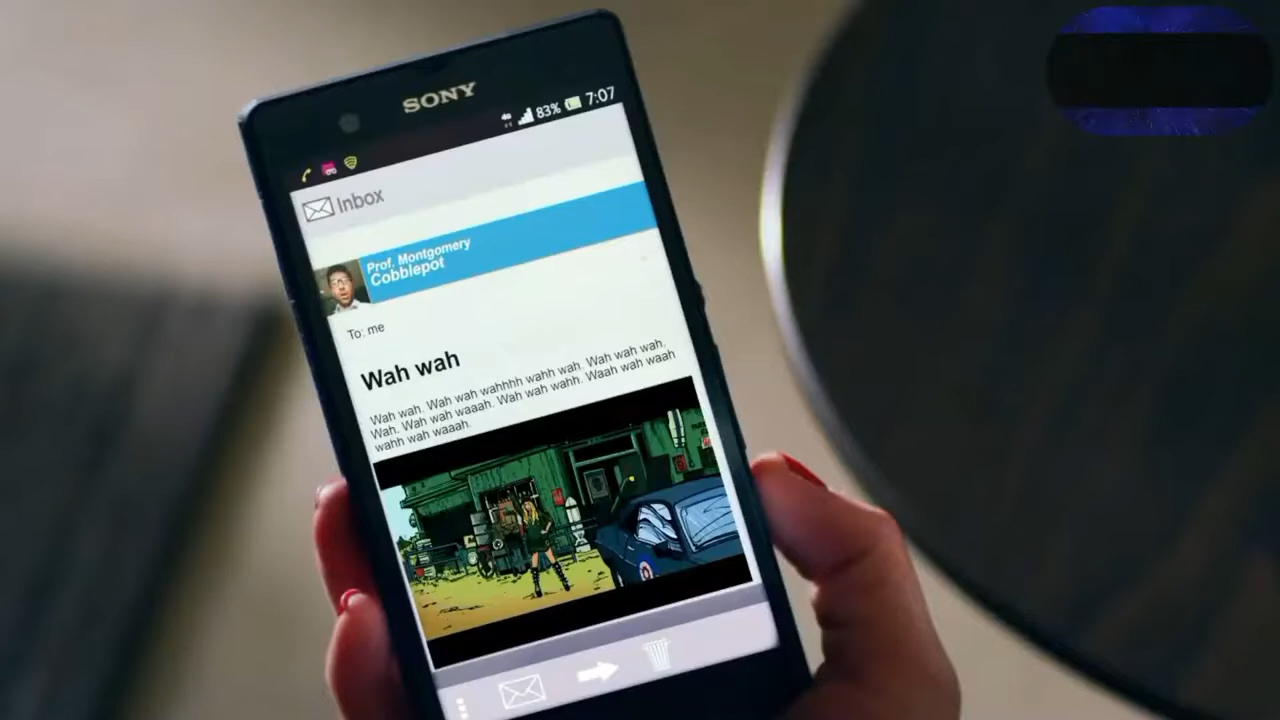 SONY
83% 7:07
Inbox
Prof. Montgomery
Cobblepot
To: me
Wah wah
Wah wah. Wah wah wahhhh wahh wah. Wah wah wah.
Wah. Wah wah waaah. Wah wah wahh. Waah wah waah
wahh wah waaah.